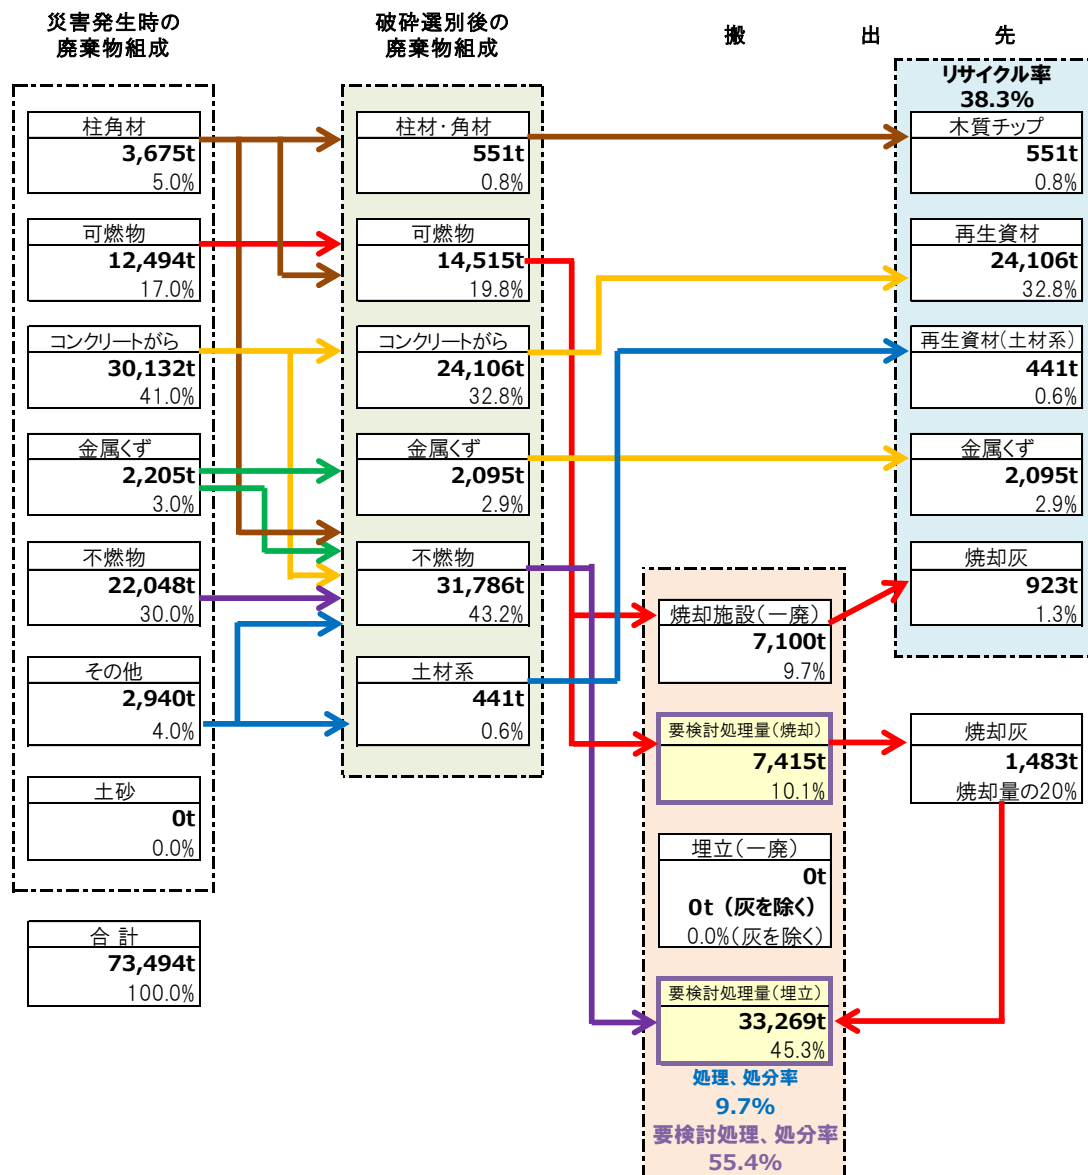 災害発生時の
廃棄物組成
柱角材
3,675t
5.0%
可燃物
12,494t
17.0%
コンクリートがら
30,132t
41.0%
金属くず
2,205t
3.0%
不燃物
22,048t
30.0%
その他
2,940t
4.0%
土砂
0t
0.0%
合計
73,494t
100.0%
破砕選別後の
廃棄物組成
柱材・角材
551t
0.8%
可燃物
14,515t
19.8%
コンクリートがら
24,106t
32.8%
金属くず
2,095t
2.9%
不燃物
31,786t
43.2%
土材系
441t
0.6%
搬出先
焼却施設(一廃)
7,100t
9.7%
要検討処理量(焼却)
7,415t
10.1%
埋立(一廃)
0t
0t (灰を除く)
0.0%(灰を除く)
要検討処理量(埋立)
33,269t
45.3%
処理、処分率
9.7%
要検討処理、処分率
55.4%
リサイクル率
38.3%
木質チップ
551t
0.8%
再生資材
24,106t
32.8%
再生資材(土材系)
441t
0.6%
金属くず
2,095t
2.9%
焼却灰
923t
1.3%
焼却灰
1,483t
焼却量の20%